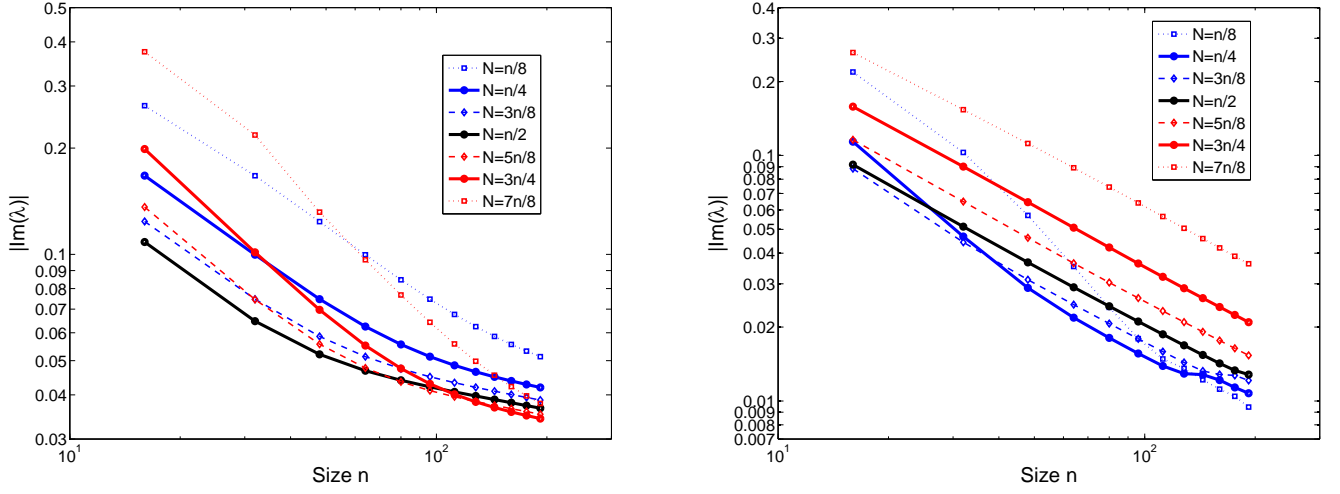 0.5
0.4
0.3
0.2
0.1
0.09
0.08
0.07
0.06
0.05
0.04
0.03
10^1
10^2
|Im(λ)|
Size n
N=n/8
N=n/4
N=3n/8
N=n/2
N=5n/8
N=3n/4
N=7n/8
0.4
0.3
0.2
0.1
0.09
0.08
0.07
0.06
0.05
0.04
0.03
0.02
0.01
0.009
0.008
0.007
10^1
10^2
|Im(λ)|
Size n
N=n/8
N=n/4
N=3n/8
N=n/2
N=5n/8
N=3n/4
N=7n/8